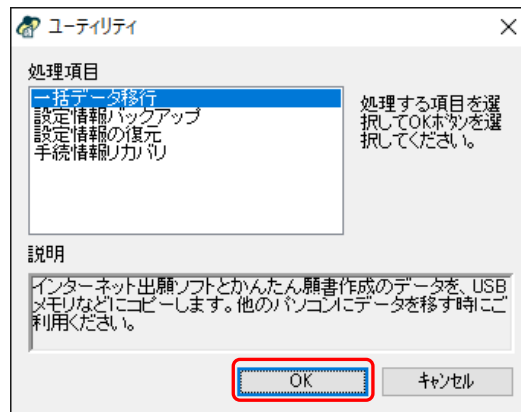 ユーティリティ
処理項目
一括データ移行
設定情報バックアップ
設定情報の復元
手続情報リカバリ
処理する項目を選
択してOKボタンを選
択してください。
説明
インターネット出願ソフトとかんたん願書作成のデータを、USB
メモリなどにコピーします。他のパソコンにデータを移す時にご
利用ください。
OK
キャンセル